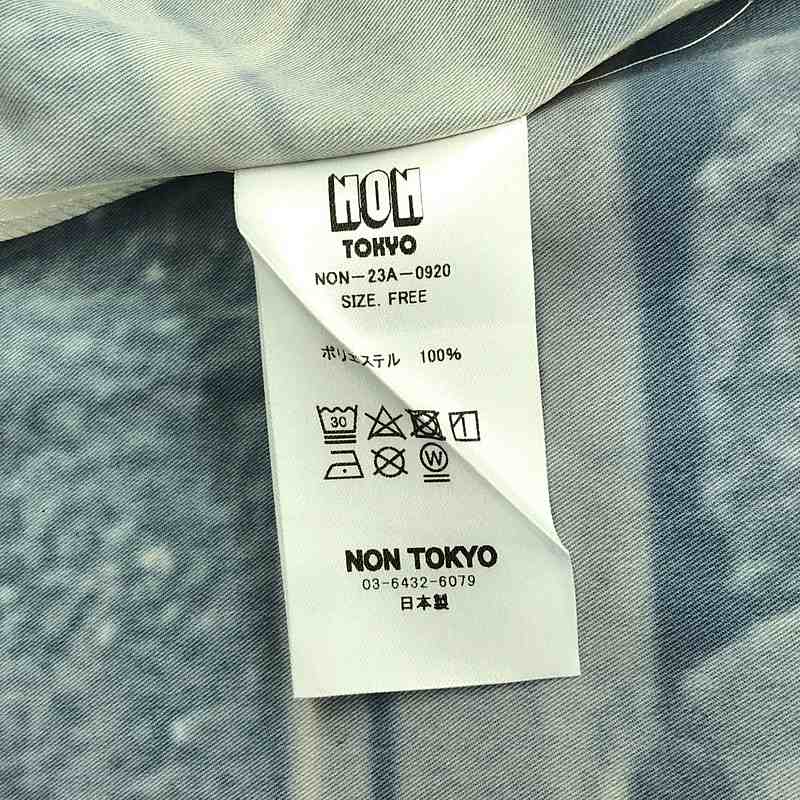 NON
TOKYO
NON-23A-0920
SIZE. FREE
ポリエステル 100%
30
W
NON TOKYO
03-6432-6079
日本製